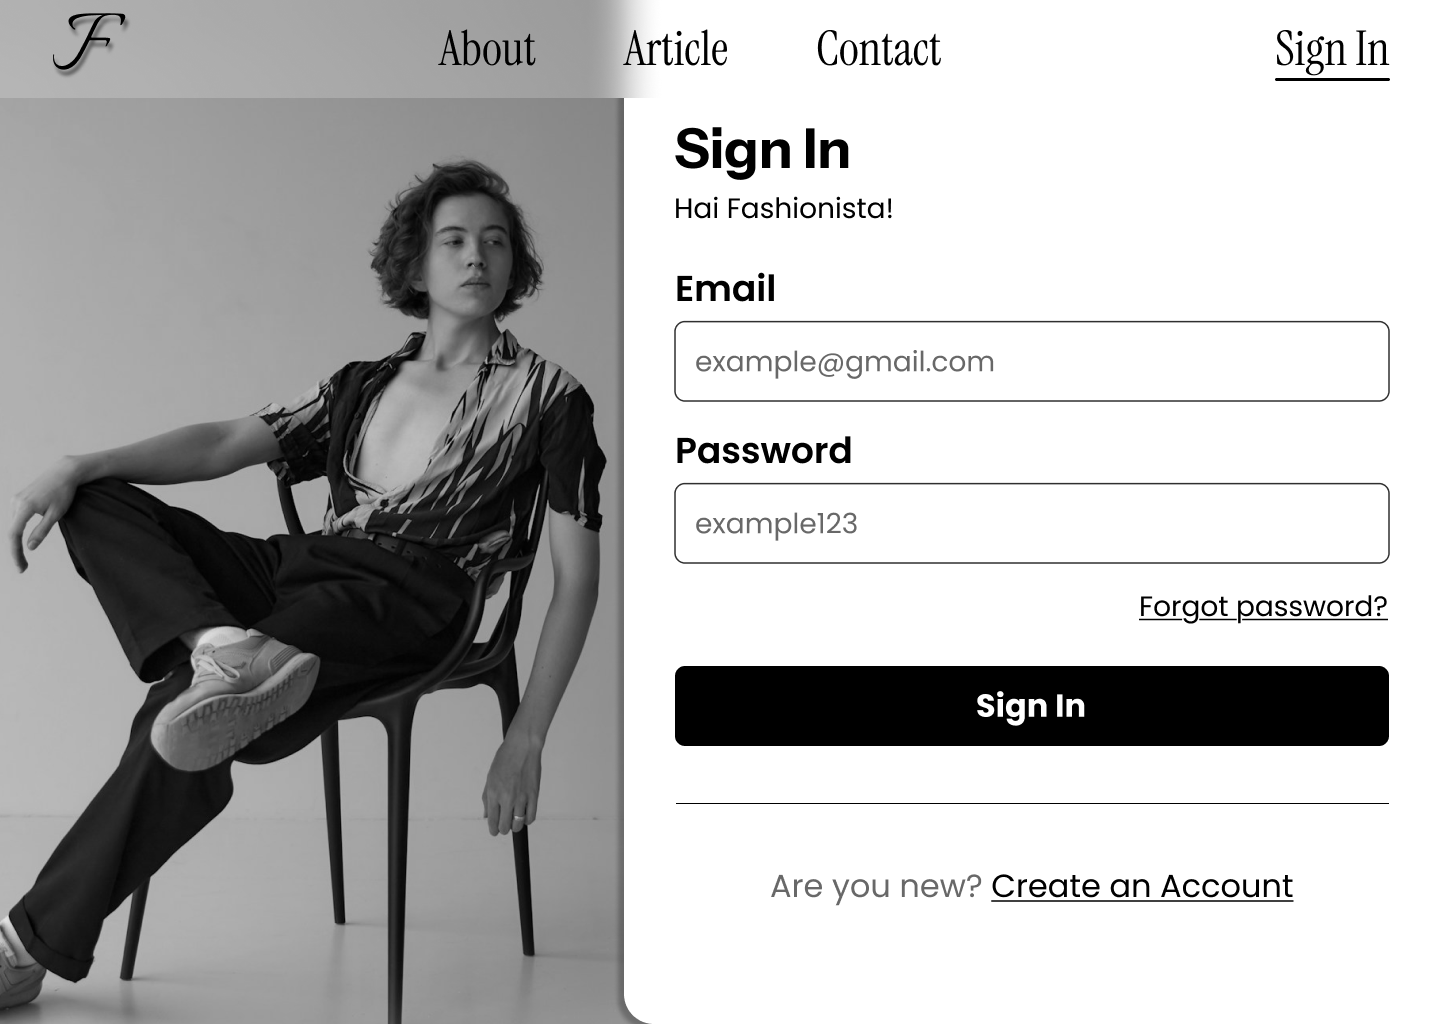 F
About Article Contact Sign In
Sign In
Hai Fashionista!
Email
example@gmail.com
Password
example123
Forgot password?
Sign In
Are you new? Create an Account